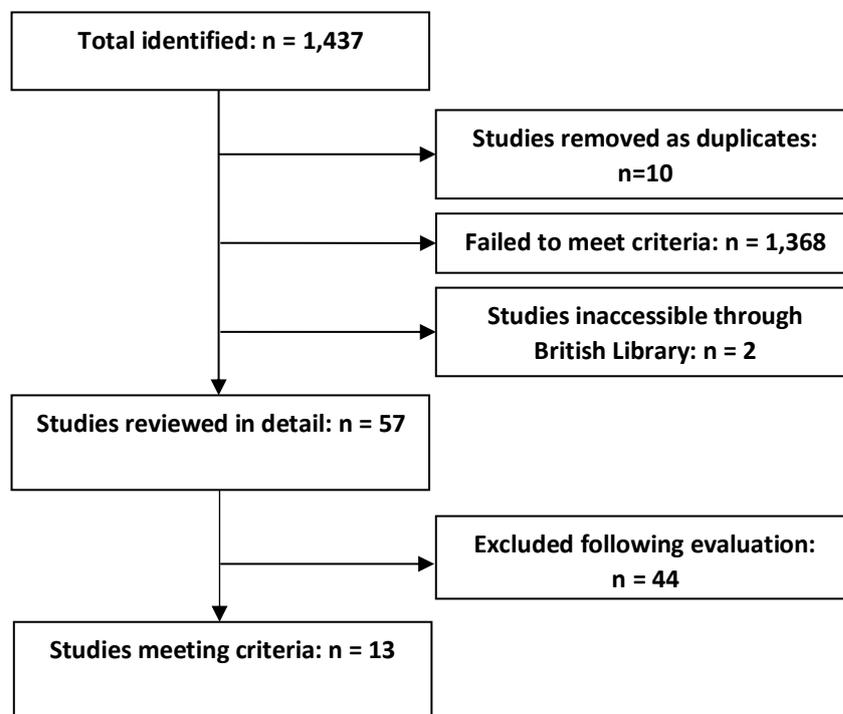 Total identified: n = 1,437
Studies removed as duplicates:
n=10
Failed to meet criteria: n = 1,368
Studies inaccessible through
British Library: n = 2
Studies reviewed in detail: n = 57
Excluded following evaluation:
n = 44
Studies meeting criteria: n = 13